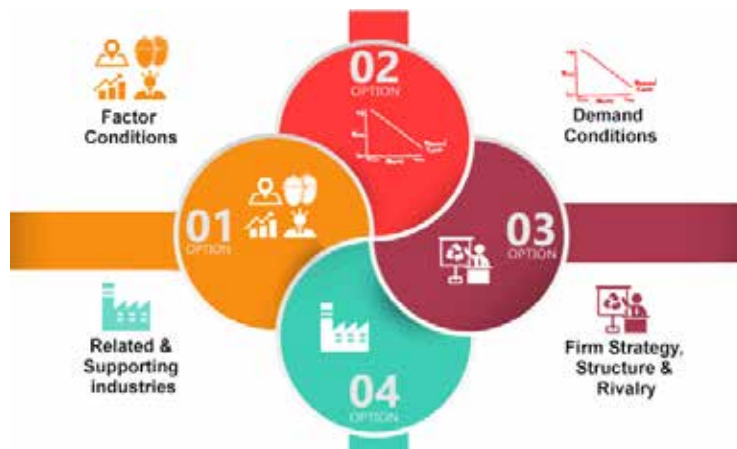 02
OPTION
Factor
Conditions
Demand
Conditions
01
OPTION
03
OPTION
Related &
Supporting
industries
Firm Strategy,
Structure &
Rivalry
04
OPTION